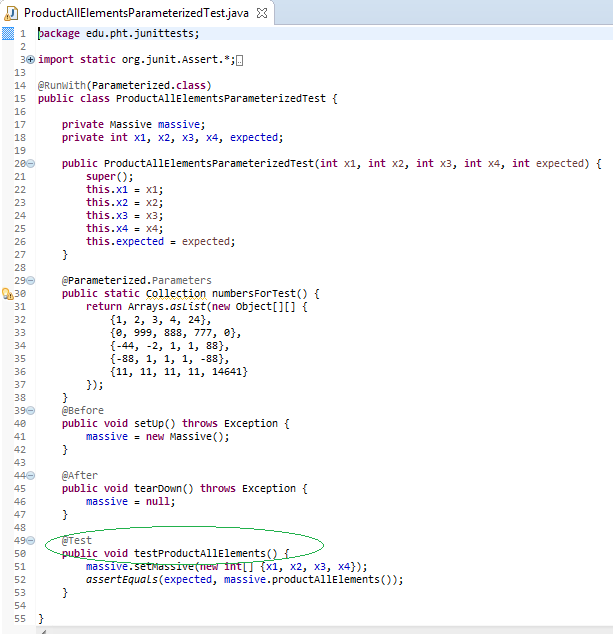 ProductAllElementsParameterizedTest.java
1 package edu.pht.junittests;
2
3 import static org.junit.Assert.*;
13
14 @RunWith(Parameterized.class)
15 public class ProductAllElementsParameterizedTest {
16
17     private Massive massive;
18     private int x1, x2, x3, x4, expected;
19
20     public ProductAllElementsParameterizedTest(int x1, int x2, int x3, int x4, int expected) {
21         super();
22         this.x1 = x1;
23         this.x2 = x2;
24         this.x3 = x3;
25         this.x4 = x4;
26         this.expected = expected;
27     }
28
29     @Parameterized.Parameters
30     public static Collection numbersForTest() {
31         return Arrays.asList(new Object[][] {
32             {1, 2, 3, 4, 24},
33             {0, 999, 888, 777, 0},
34             {-44, -2, 1, 1, 88},
35             {-88, 1, 1, 1, -88},
36             {11, 11, 11, 11, 14641}
37         });
38     }
39     @Before
40     public void setUp() throws Exception {
41         massive = new Massive();
42     }
43
44     @After
45     public void tearDown() throws Exception {
46         massive = null;
47     }
48
49     @Test
50     public void testProductAllElements() {
51         massive.setMassive(new int[] {x1, x2, x3, x4});
52         assertEquals(expected, massive.productAllElements());
53     }
54
55 }